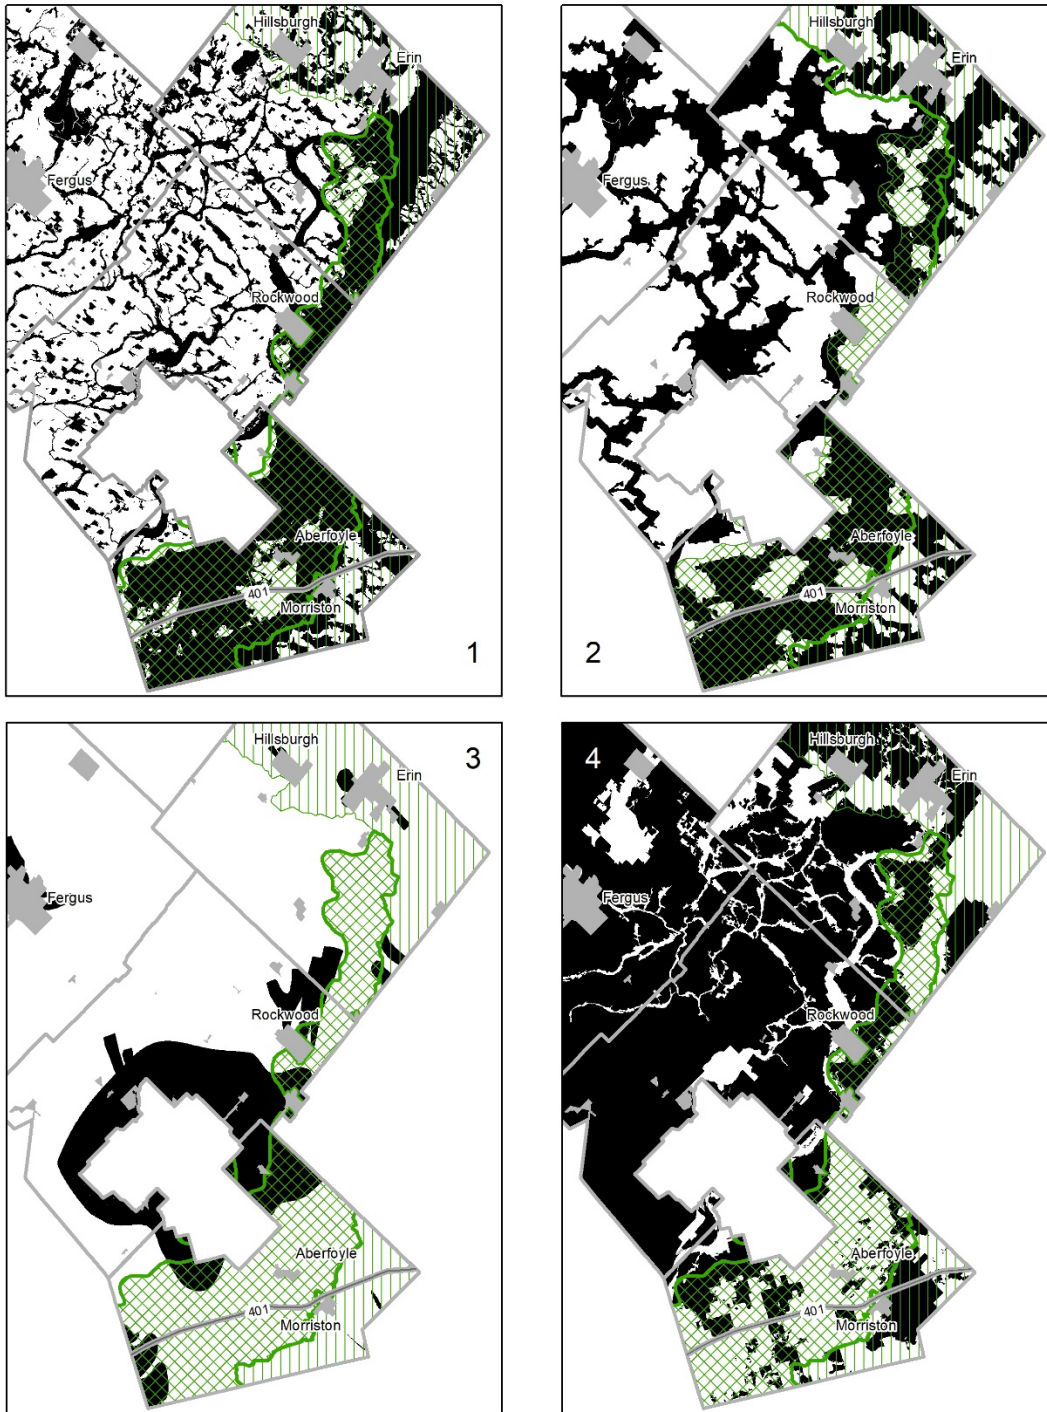 Hillsburgh
Erin
Fergus
Rockwood
Aberfoyle
401
Morriston
1
Hillsburgh
Erin
Fergus
Rockwood
Aberfoyle
401
Morriston
2
Hillsburgh
3
Erin
Fergus
Rockwood
Aberfoyle
401
Morriston
4
Hillsburgh
Erin
Fergus
Rockwood
Aberfoyle
401
Morriston